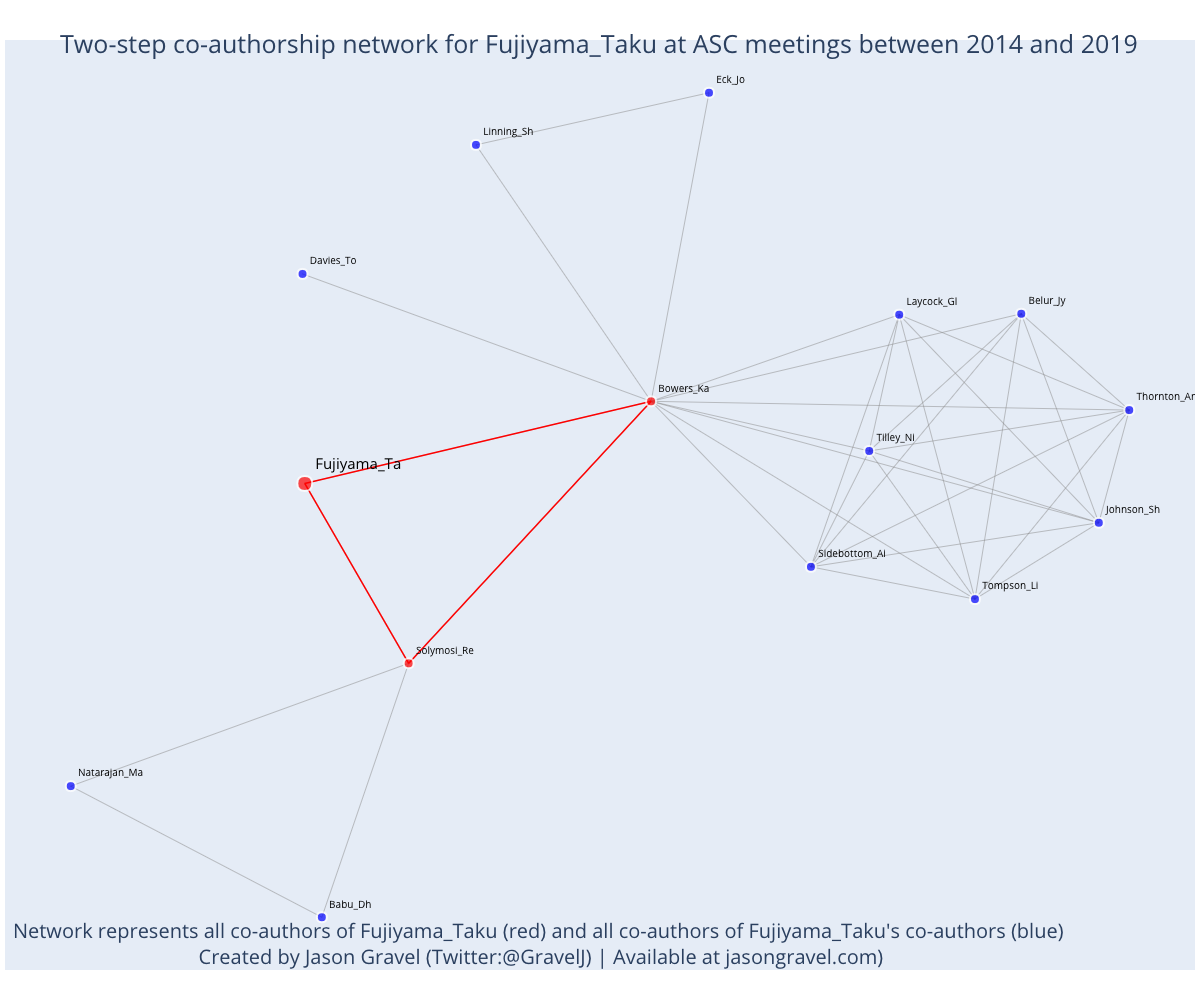 Two-step co-authorship network for Fujiyama_Taku at ASC meetings between 2014 and 2019
Eck_Jo
Linning_Sh
Davies_To
Laycock_Gl
Belur_Jy
Bowers_Ka
Thornton_Am
Tilley_Ni
Fujiyama_Ta
Johnson_Sh
Sidebottom_Ai
Tompson_Li
Solymosi_Re
Natarajan_Ma
Babu_Dh
Network represents all co-authors of Fujiyama_Taku (red) and all co-authors of Fujiyama_Taku's co-authors (blue)
Created by Jason Gravel (Twitter:@GravelJ) | Available at jasongravel.com)